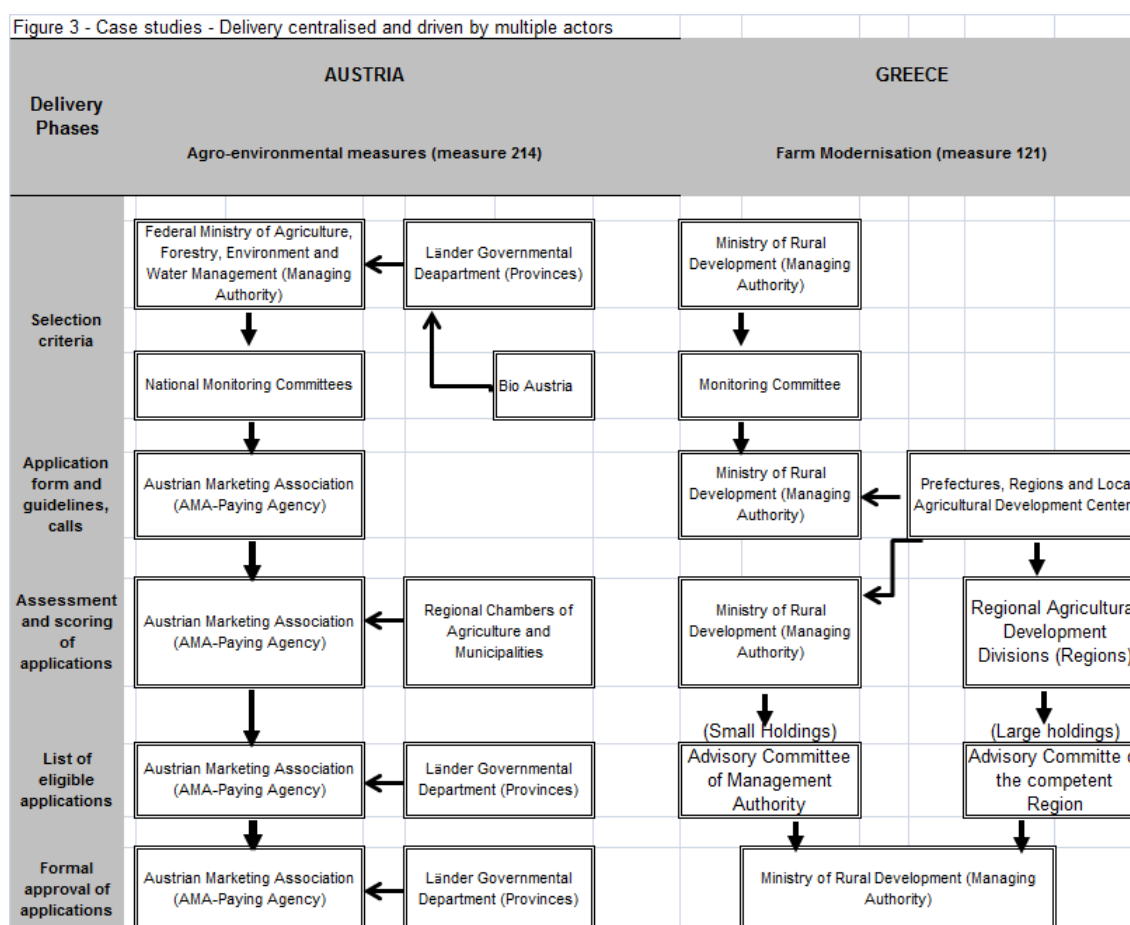 Figure 3 - Case studies - Delivery centralised and driven by multiple actors
Delivery
Phases
AUSTRIA
Agro-environmental measures (measure 214)
GREECE
Farm Modernisation (measure 121)
Selection
criteria
Federal Ministry of Agriculture,
Forestry, Environment and
Water Management (Managing
Authority)
Länder Governmental
Deapartment (Provinces)
Ministry of Rural
Development (Managing
Authority)
National Monitoring Committees
Bio Austria
Monitoring Committee
Application
form and
guidelines,
calls
Austrian Marketing Association
(AMA-Paying Agency)
Ministry of Rural
Development (Managing
Authority)
Prefectures, Regions and Loca
Agricultural Development Center
Assessment
and scoring
of
applications
Austrian Marketing Association
(AMA-Paying Agency)
Regional Chambers of
Agriculture and
Municipalities
Ministry of Rural
Development (Managing
Authority)
Regional Agricultura
Development
Divisions (Regions)
List of
eligible
applications
Austrian Marketing Association
(AMA-Paying Agency)
Länder Governmental
Department (Provinces)
(Small Holdings)
Advisory Committee
of Management
Authority
(Large holdings)
Advisory Committe o
the competent
Region
Formal
approval of
applications
Austrian Marketing Association
(AMA-Paying Agency)
Länder Governmental
Department (Provinces)
Ministry of Rural Development (Managing
Authority)